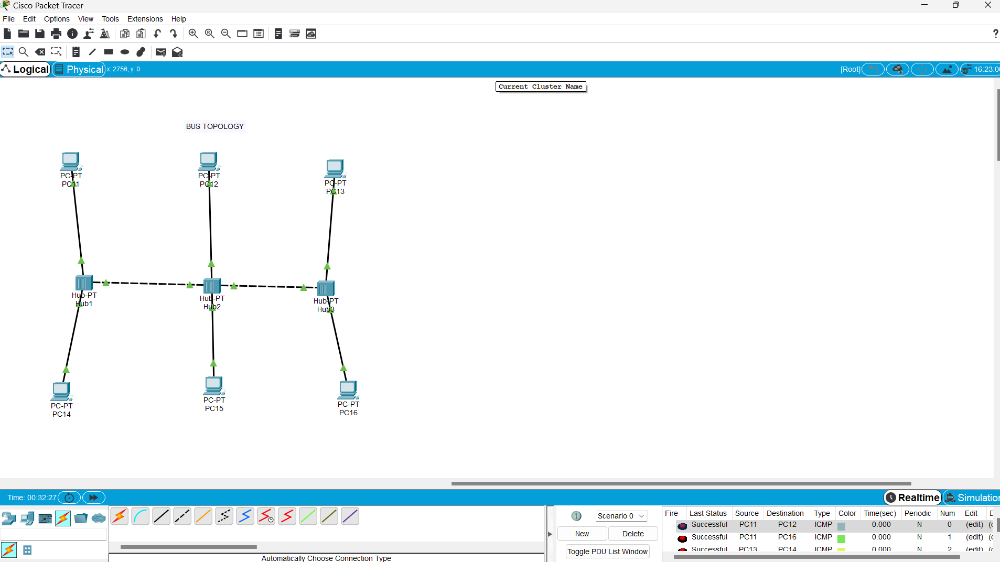 Cisco Packet Tracer
File Edit Options View Tools Extensions Help
?
Logical Physical x: 2756, y: 0 [Root] 16:23:0
Current Cluster Name
BUS TOPOLOGY
PC-PT
PC11
PC-PT
PC12
PC-PT
PC13
Hub-PT
Hub1
Hub-PT
Hub2
Hub-PT
Hub3
PC-PT
PC14
PC-PT
PC15
PC-PT
PC16
Time: 00:32:27 Realtime Simulation
Scenario 0
New Delete
Toggle PDU List Window
Fire Last Status Source Destination Type Color Time(sec) Periodic Num Edit D
Successful PC11 PC12 ICMP 0.000 N 0 (edit) (
Successful PC11 PC16 ICMP 0.000 N 1 (edit) (
Successful PC13 PC14 ICMP 0.000 N 2 (edit) (
Automatically Choose Connection Type